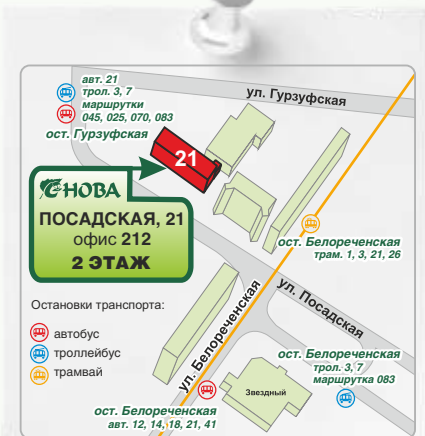 авт. 21
трол. 3, 7
маршрутки
045, 025, 070, 083
ост. Гурзуфская
ул. Гурзуфская
21
СНОВА
ПОСАДСКАЯ, 21
офис 212
2 ЭТАЖ
ост. Белореченская
трам. 1, 3, 21, 26
Остановки транспорта:
автобус
троллейбус
трамвай
ул. Белореченская
ул. Посадская
ост. Белореченская
трол. 3, 7
маршрутка 083
Звездный
ост. Белореченская
авт. 12, 14, 18, 21, 41